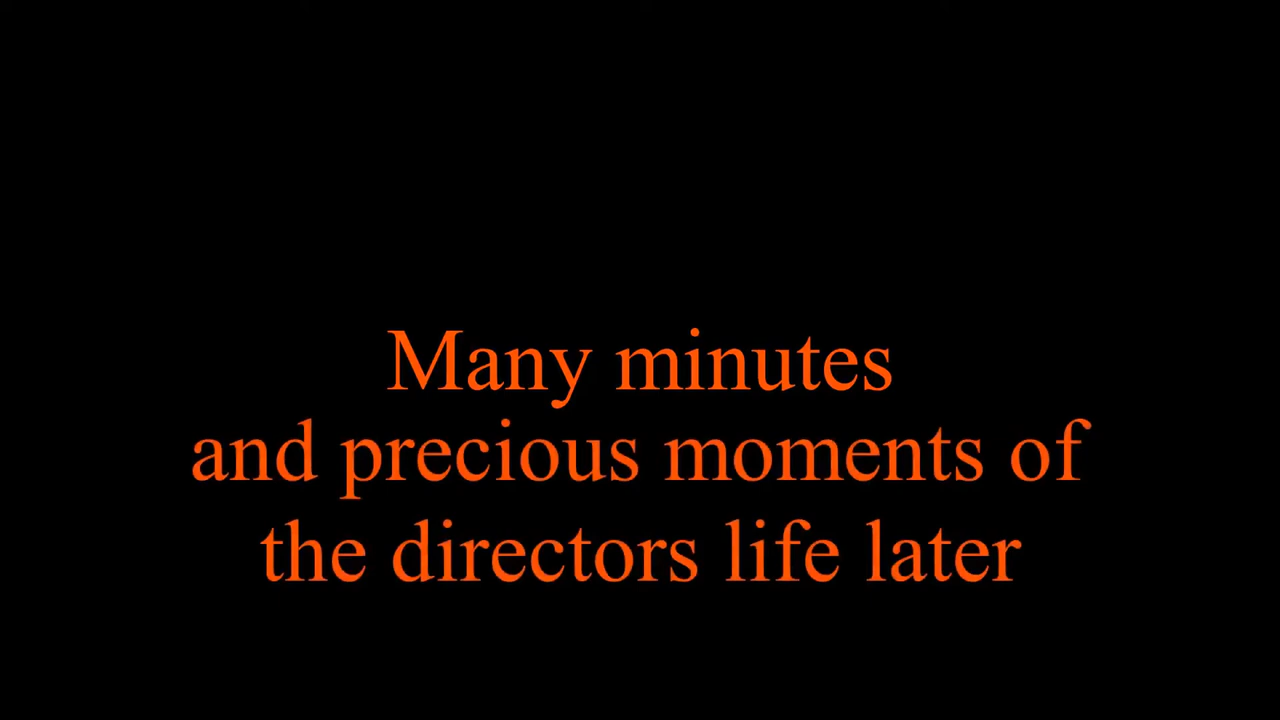 Many minutes
and precious moments of
the directors life later